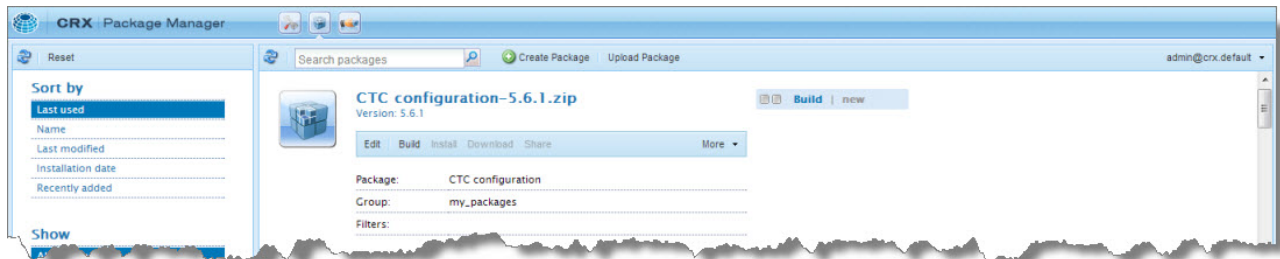 CRX Package Manager
Reset
Search packages
Create Package
Upload Package
admin@crx.default
Sort by
Last used
Name
Last modified
Installation date
Recently added
Show
CTC configuration-5.6.1.zip
Version: 5.6.1
Build | new
Edit Build Install Download Share More
Package: CTC configuration
Group: my_packages
Filters: